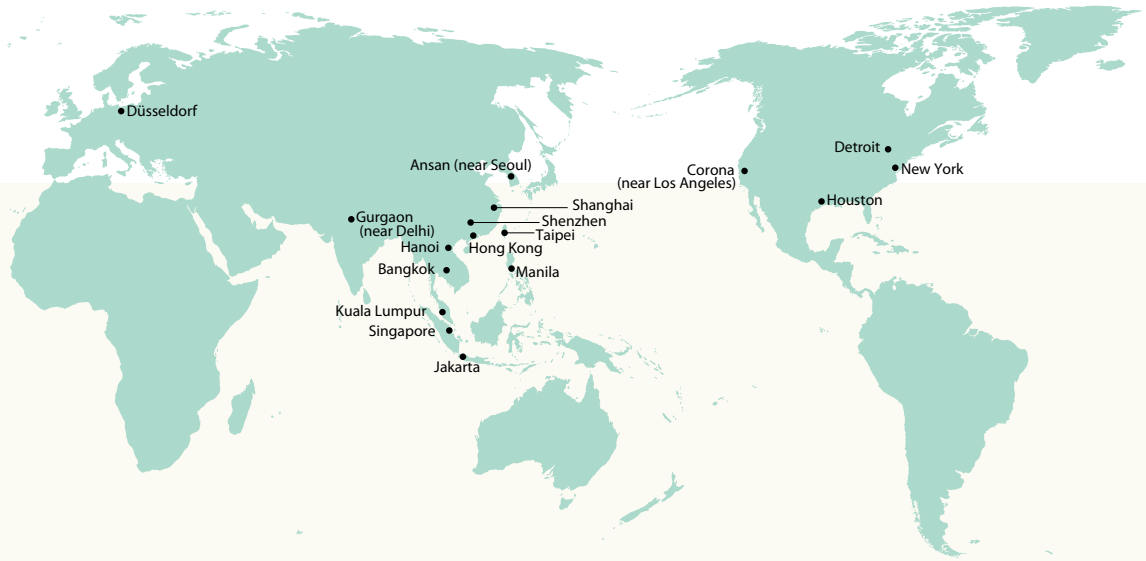 Düsseldorf
Ansan (near Seoul)
Shanghai
Gurgaon
(near Delhi)
Shenzhen
Taipei
Hanoi
Hong Kong
Bangkok
Manila
Kuala Lumpur
Singapore
Jakarta
Detroit
Corona
(near Los Angeles)
New York
Houston